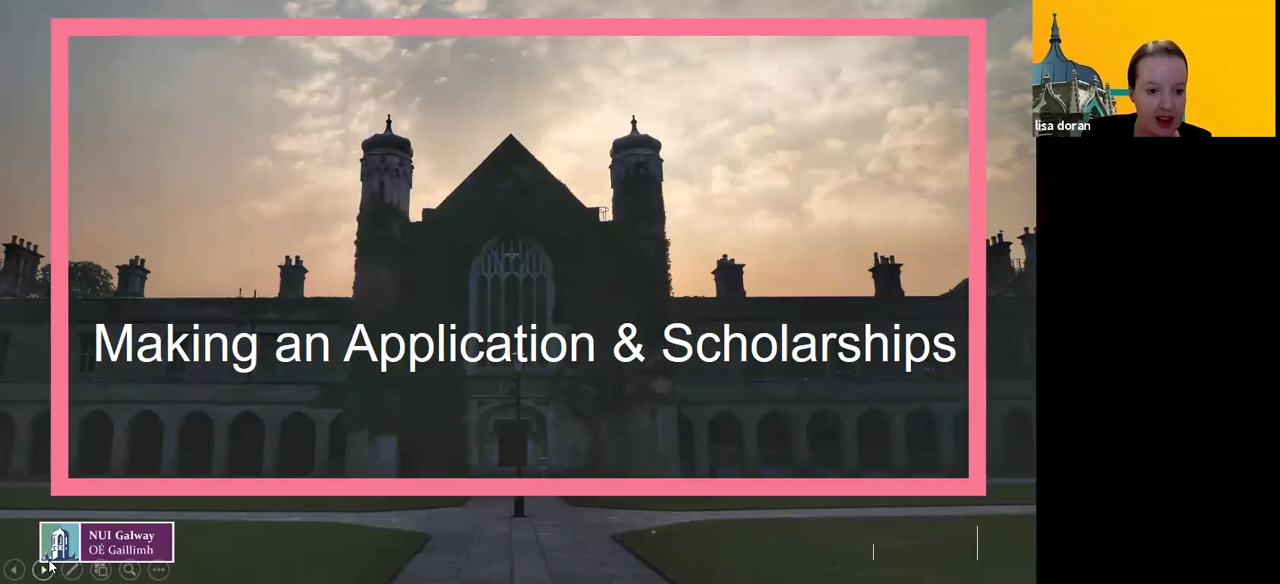 Making an Application & Scholarships
lisa doran
NUI Galway
OÉ Gaillimh